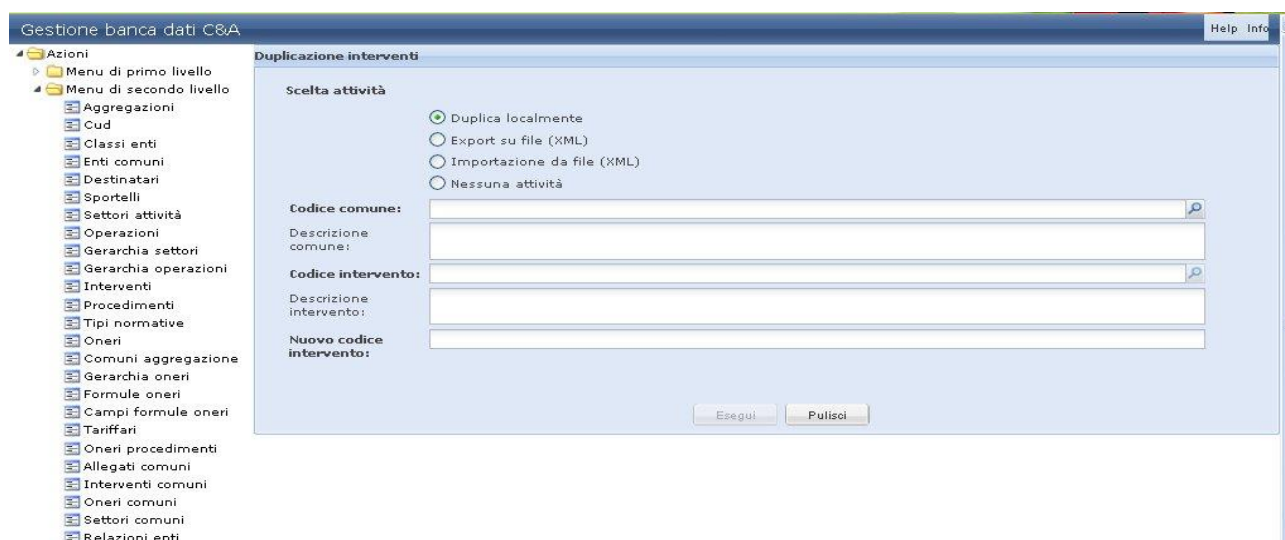 Gestione banca dati C&A
Help Info
Azioni
Menu di primo livello
Menu di secondo livello
Aggregazioni
Cud
Classi enti
Enti comuni
Destinatari
Sportelli
Settori attività
Operazioni
Gerarchia settori
Gerarchia operazioni
Interventi
Procedimenti
Tipi normative
Oneri
Comuni aggregazione
Gerarchia oneri
Formule oneri
Campi formule oneri
Tariffari
Oneri procedimenti
Allegati comuni
Interventi comuni
Oneri comuni
Settori comuni
Relazioni enti
Duplicazione interventi
Scelta attività
Duplica localmente
Export su file (XML)
Importazione da file (XML)
Nessuna attività
Codice comune:
Descrizione
comune:
Codice intervento:
Descrizione
intervento:
Nuovo codice
intervento:
Esegui
Pulisci